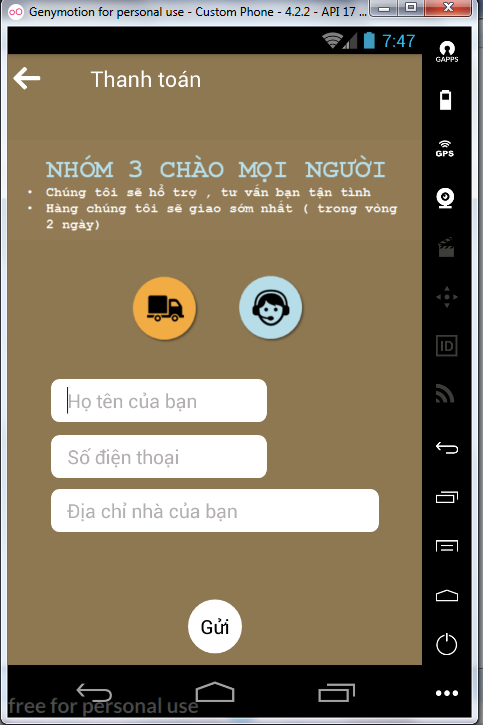 Genymotion for personal use - Custom Phone - 4.2.2 - API 17 ...
7:47
GAPPS
Thanh toán
GPS
NHÓM 3 CHÀO MỌI NGƯỜI
• Chúng tôi sẽ hổ trợ , tư vấn bạn tận tình
• Hàng chúng tôi sẽ giao sớm nhất ( trong vòng
2 ngày)
ID
Họ tên của bạn
Số điện thoại
Địa chỉ nhà của bạn
Gửi
free for personal use